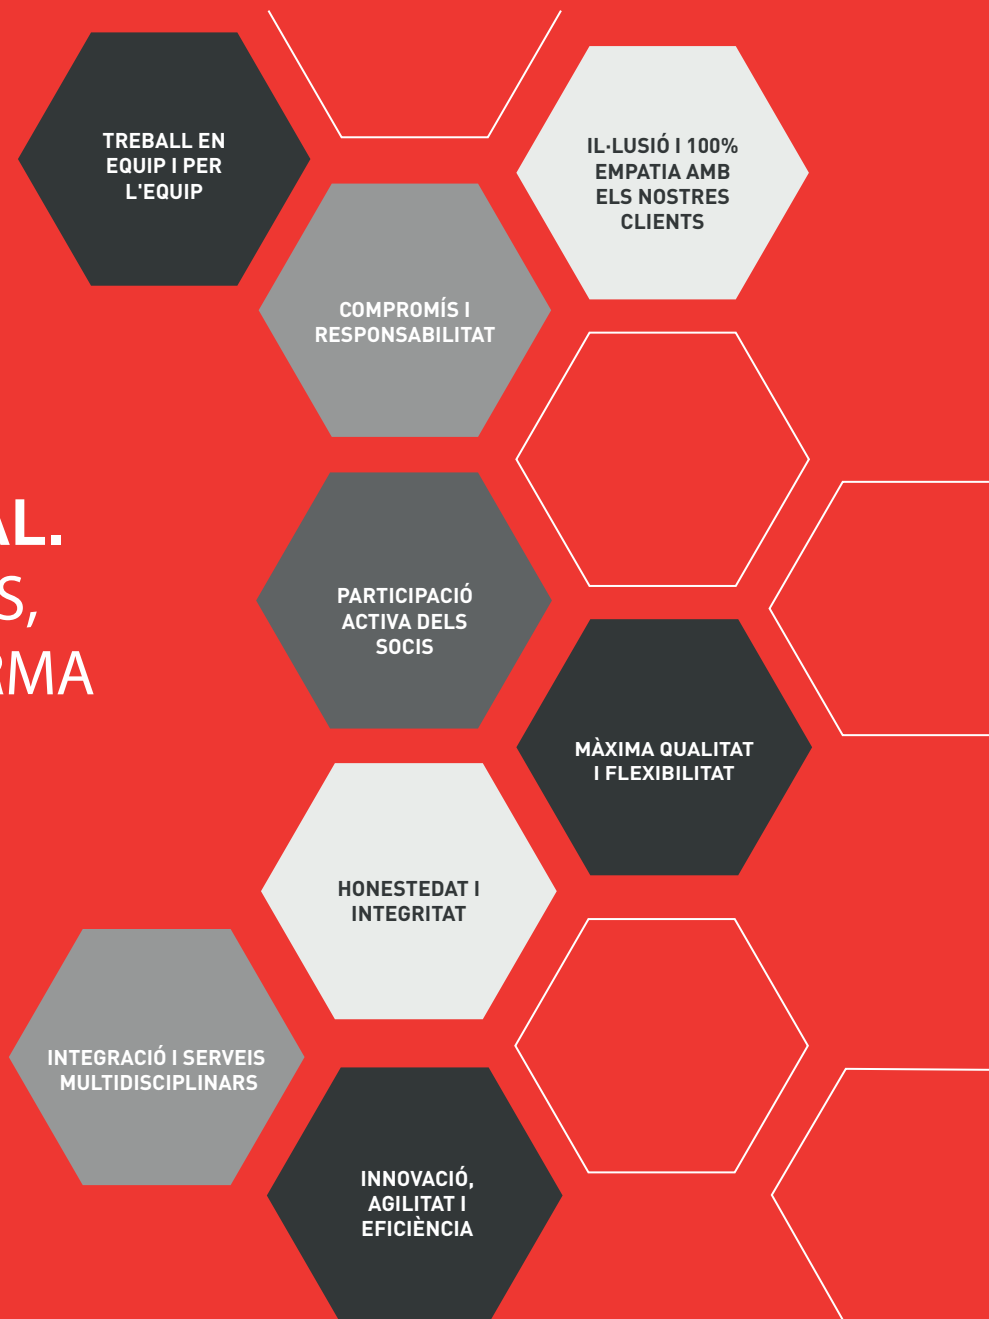 TREBALL EN
EQUIP I PER
L'EQUIP
IL·LUSIÓ I 100%
EMPATIA AMB
ELS NOSTRES
CLIENTS
COMPROMÍS I
RESPONSABILITAT
AL.
S,
RMA
PARTICIPACIÓ
ACTIVA DELS
SOCIS
MÀXIMA QUALITAT
I FLEXIBILITAT
HONESTEDAT I
INTEGRITAT
INTEGRACIÓ I SERVEIS
MULTIDISCIPLINARS
INNOVACIÓ,
AGILITAT I
EFICIÈNCIA